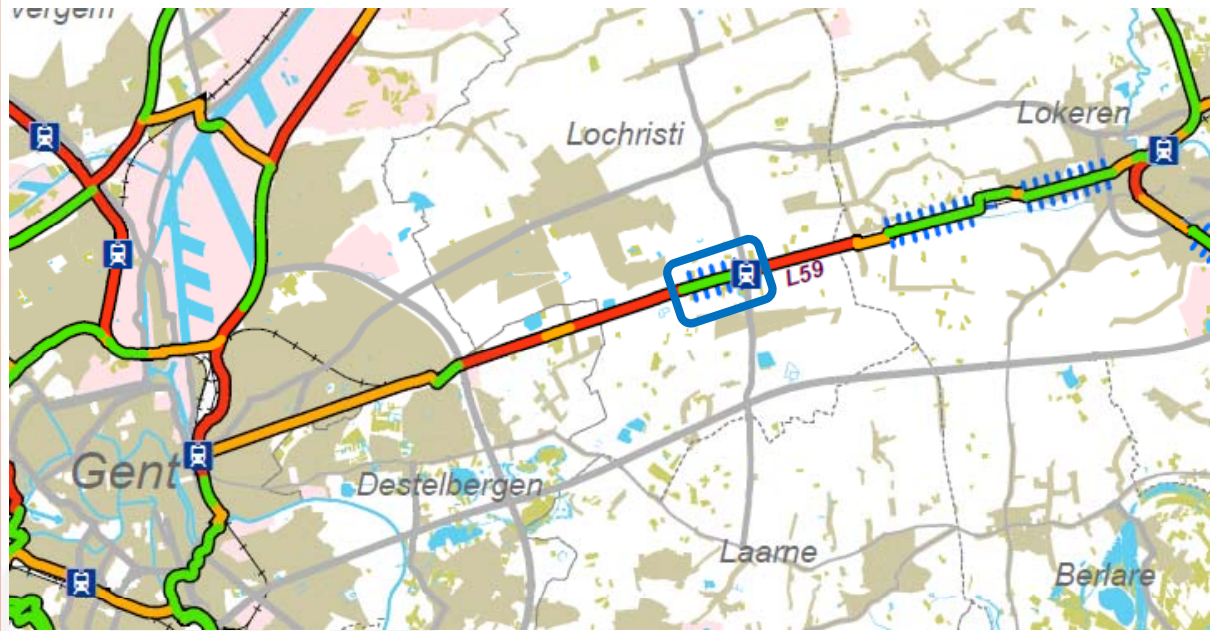 vergem
Lokeren
Lochristi
L59
Gent
Destelbergen
Laarne
Berlare